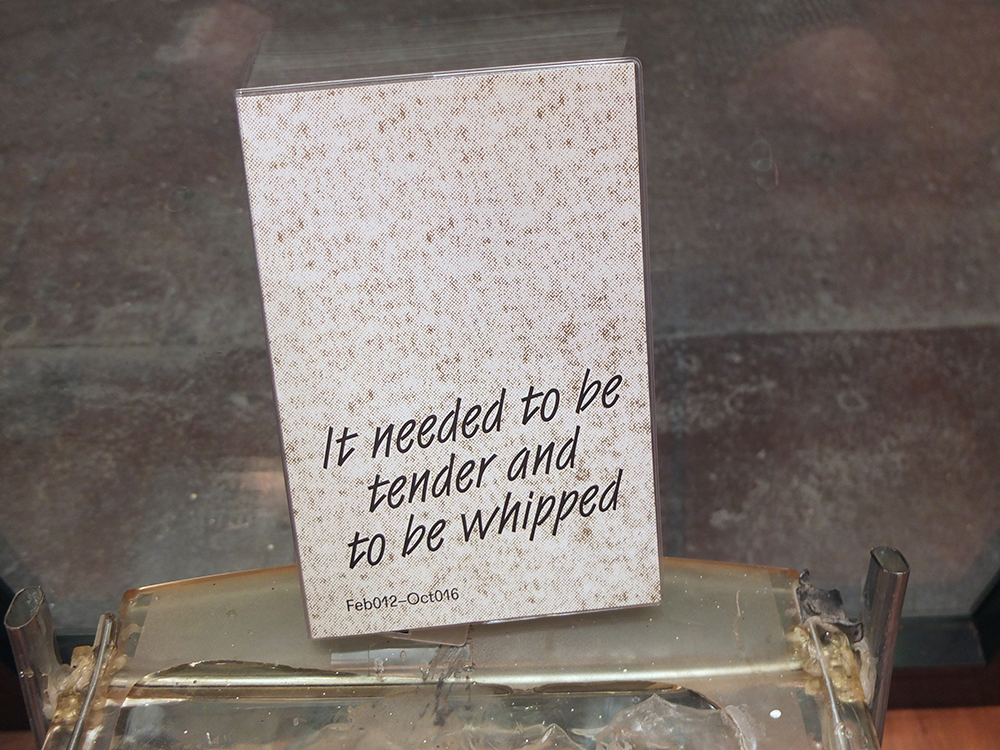 It needed to be
tender and
to be whipped
Feb012–Oct016